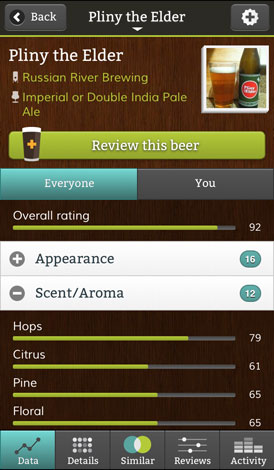 Back
Pliny the Elder
Pliny the Elder
Russian River Brewing
Imperial or Double India Pale
Ale
Review this beer
Everyone
You
Overall rating
92
Appearance
16
Scent/Aroma
12
Hops
79
Citrus
61
Pine
65
Floral
65
Data
Details
Similar
Reviews
Activity